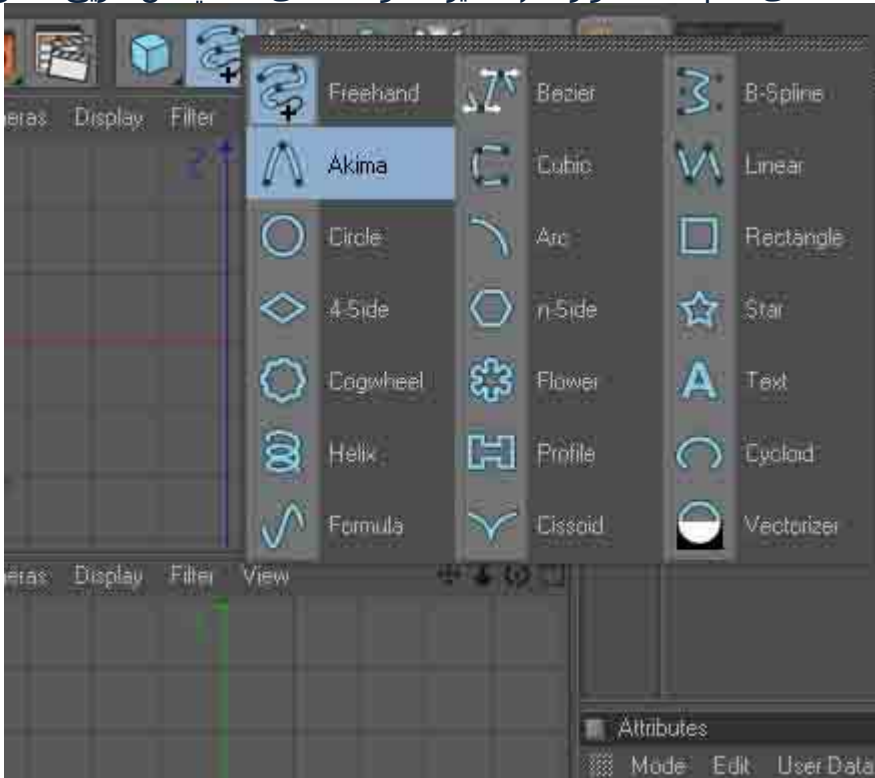 Freehand Bezier B-Spline
eras Display Filter
Z
Akima Cubic Linear
Circle Arc Rectangle
4-Side n-Side Star
Cogwheel Flower Text
Helix Profile Cycloid
Formula Cissoid Vectorizer
eras Display Filter View
Y
Attributes
Mode Edit User Data